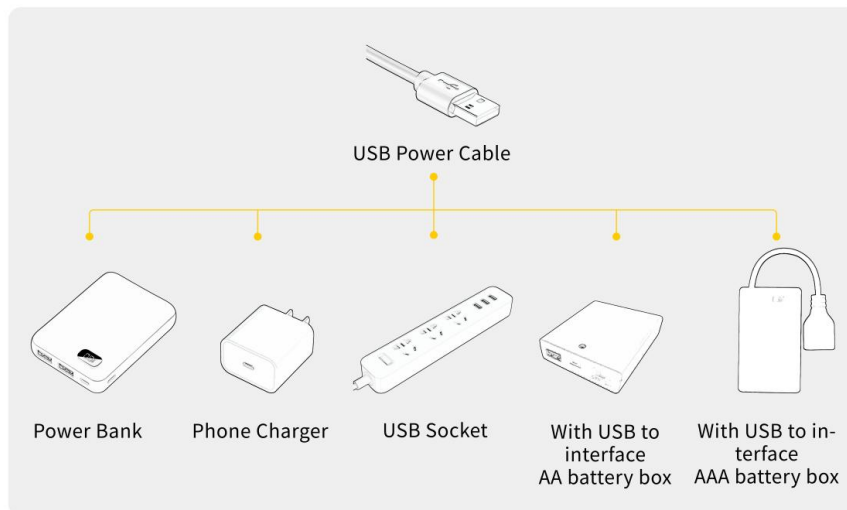 USB Power Cable
Power Bank
Phone Charger
USB Socket
With USB to
interface
AA battery box
With USB to in-
terface
AAA battery box